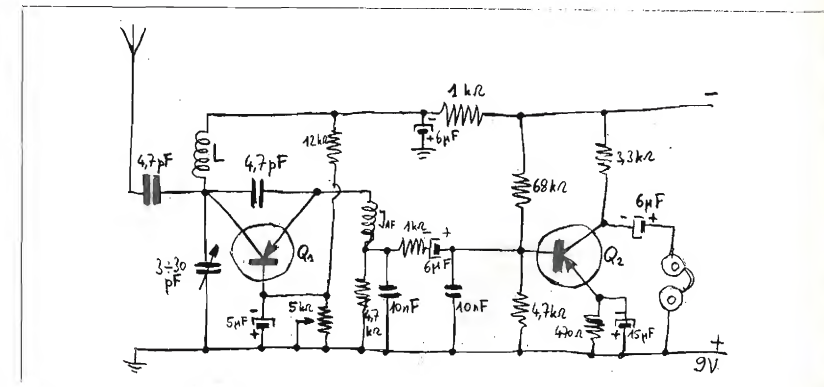 1 kΩ
−
12kΩ
−
+6μF
3,3kΩ
4,7pF
L
4,7pF
68kΩ
6μF
− +
J AF
1kΩ
− +
6μF
Q1
Q2
3÷30
pF
5μF
−
+
5kΩ
4,7
kΩ
10nF
10nF
4,7kΩ
470Ω
−
+
15μF
+
9V